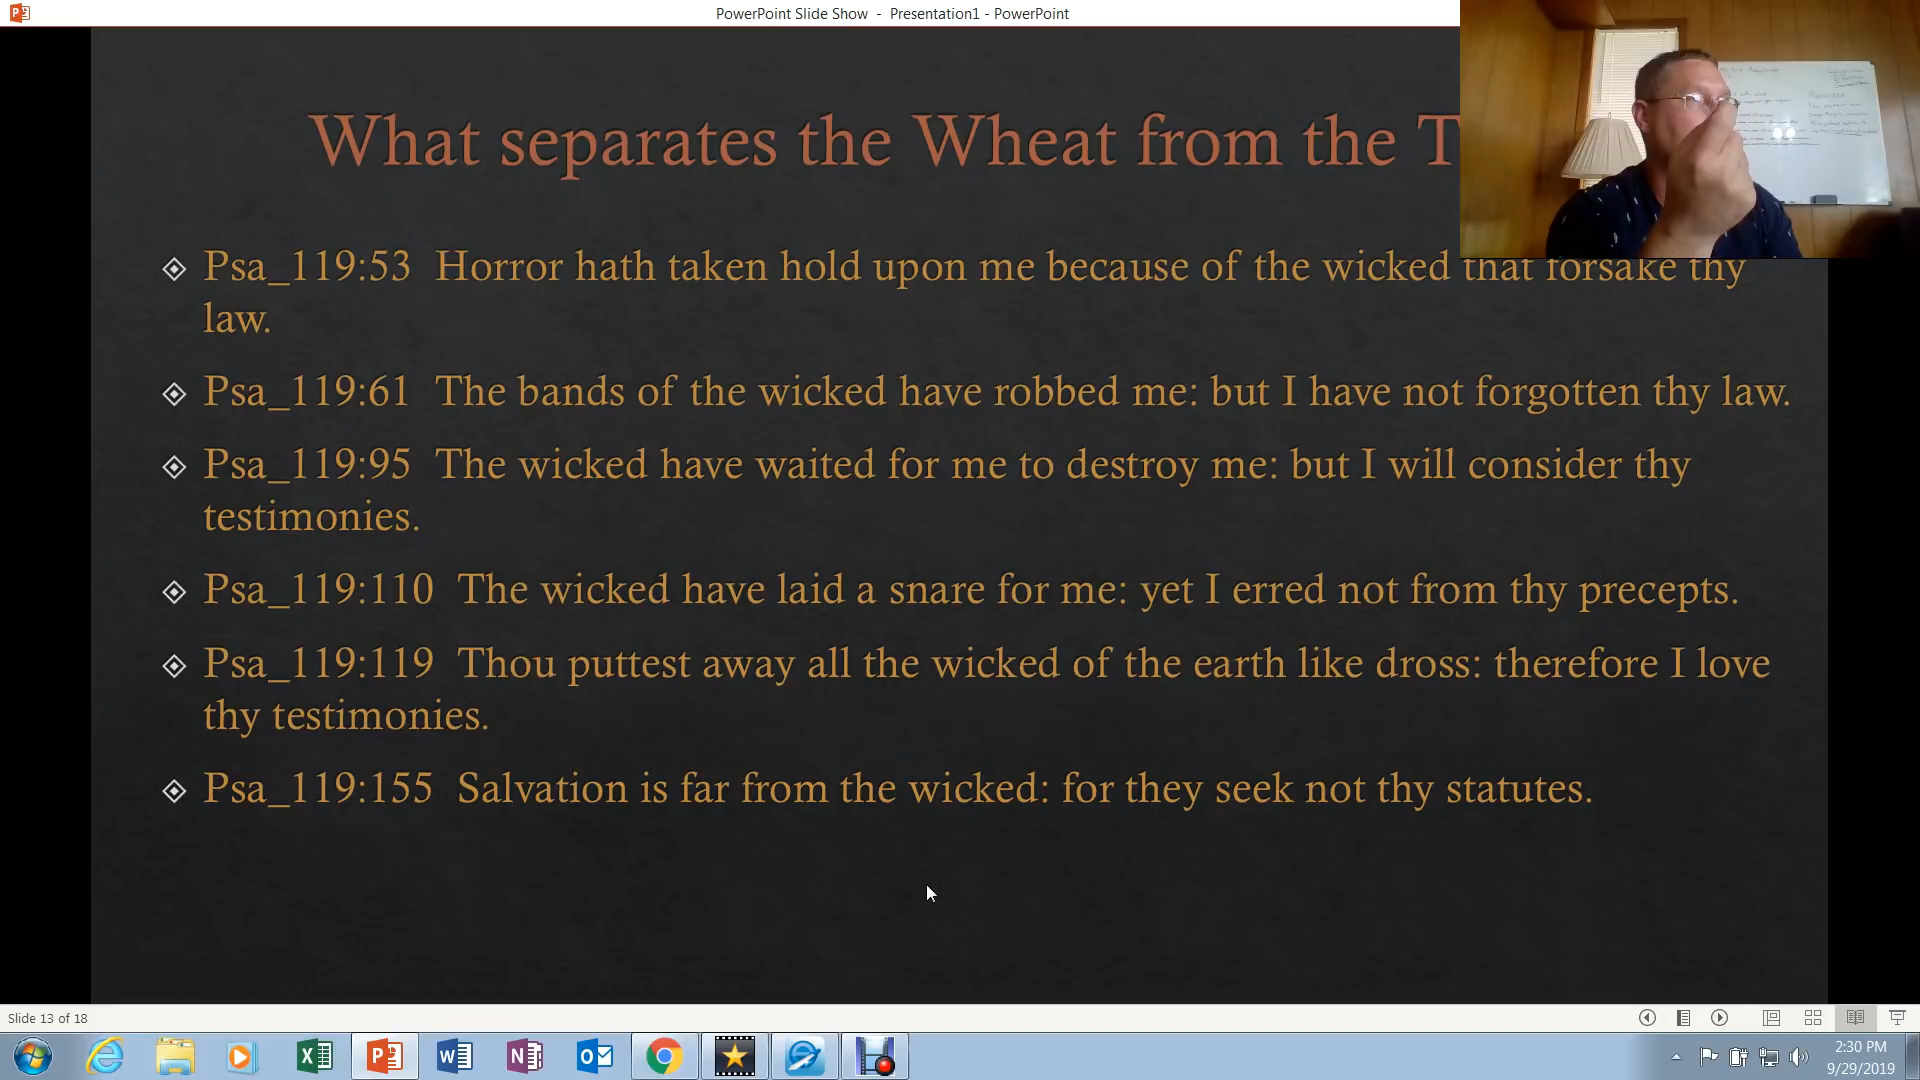 PowerPoint Slide Show - Presentation1 - PowerPoint
What separates the Wheat from the T
Psa_119:53 Horror hath taken hold upon me because of the wicked that forsake thy
law.
Psa_119:61 The bands of the wicked have robbed me: but I have not forgotten thy law.
Psa_119:95 The wicked have waited for me to destroy me: but I will consider thy
testimonies.
Psa_119:110 The wicked have laid a snare for me: yet I erred not from thy precepts.
Psa_119:119 Thou puttest away all the wicked of the earth like dross: therefore I love
thy testimonies.
Psa_119:155 Salvation is far from the wicked: for they seek not thy statutes.
Slide 13 of 18
2:30 PM
9/29/2019